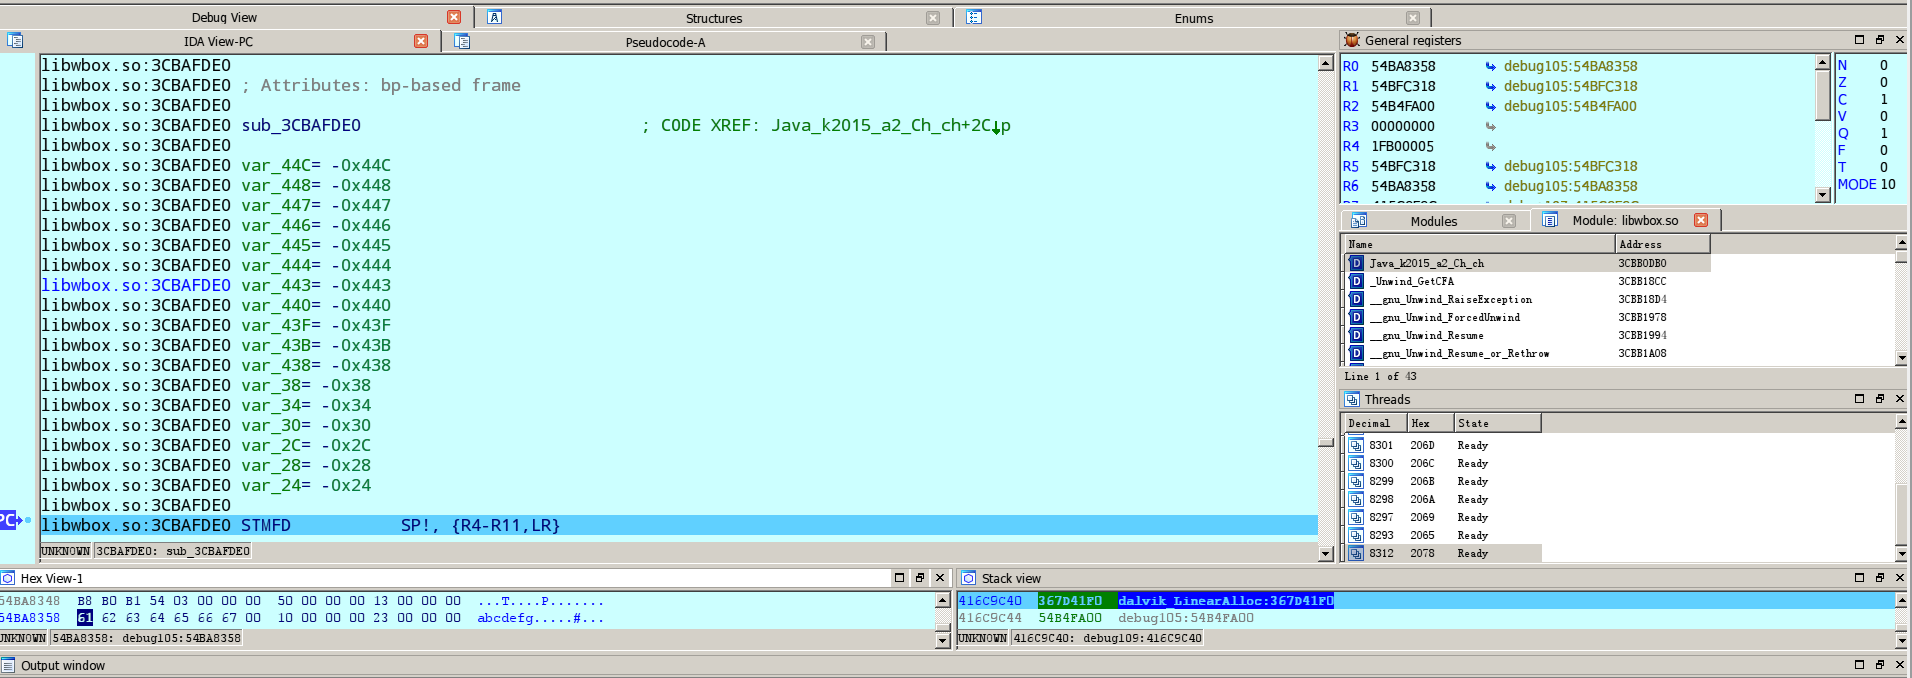 Debug View
Structures
Enums
IDA View-PC
Pseudocode-A
libwbox.so:3CBAFDE0
libwbox.so:3CBAFDE0 ; Attributes: bp-based frame
libwbox.so:3CBAFDE0
libwbox.so:3CBAFDE0 sub_3CBAFDE0 ; CODE XREF: Java_k2015_a2_Ch_ch+2C↓p
libwbox.so:3CBAFDE0
libwbox.so:3CBAFDE0 var_44C= -0x44C
libwbox.so:3CBAFDE0 var_448= -0x448
libwbox.so:3CBAFDE0 var_447= -0x447
libwbox.so:3CBAFDE0 var_446= -0x446
libwbox.so:3CBAFDE0 var_445= -0x445
libwbox.so:3CBAFDE0 var_444= -0x444
libwbox.so:3CBAFDE0 var_443= -0x443
libwbox.so:3CBAFDE0 var_440= -0x440
libwbox.so:3CBAFDE0 var_43F= -0x43F
libwbox.so:3CBAFDE0 var_43B= -0x43B
libwbox.so:3CBAFDE0 var_438= -0x438
libwbox.so:3CBAFDE0 var_38= -0x38
libwbox.so:3CBAFDE0 var_34= -0x34
libwbox.so:3CBAFDE0 var_30= -0x30
libwbox.so:3CBAFDE0 var_2C= -0x2C
libwbox.so:3CBAFDE0 var_28= -0x28
libwbox.so:3CBAFDE0 var_24= -0x24
libwbox.so:3CBAFDE0
PC libwbox.so:3CBAFDE0 STMFD SP!, {R4-R11,LR}
UNKNOWN 3CBAFDE0: sub_3CBAFDE0
General registers
R0 54BA8358 debug105:54BA8358
R1 54BFC318 debug105:54BFC318
R2 54B4FA00 debug105:54B4FA00
R3 00000000
R4 1FB00005
R5 54BFC318 debug105:54BFC318
R6 54BA8358 debug105:54BA8358
N 0
Z 0
C 1
V 0
Q 1
F 0
T 0
MODE 10
Modules
Module: libwbox.so
Name Address
Java_k2015_a2_Ch_ch 3CBB0DB0
_Unwind_GetCFA 3CBB18CC
__gnu_Unwind_RaiseException 3CBB18D4
__gnu_Unwind_ForcedUnwind 3CBB1978
__gnu_Unwind_Resume 3CBB1994
__gnu_Unwind_Resume_or_Rethrow 3CBB1A08
Line 1 of 43
Threads
Decimal Hex State
8301 206D Ready
8300 206C Ready
8299 206B Ready
8298 206A Ready
8297 2069 Ready
8293 2065 Ready
8312 2078 Ready
Hex View-1
54BA8348 B8 B0 B1 54 03 00 00 00 50 00 00 00 13 00 00 00 ...T....P.......
54BA8358 61 62 63 64 65 66 67 00 10 00 00 00 23 00 00 00 abcdefg.....#...
UNKNOWN 54BA8358: debug105:54BA8358
Stack view
416C9C40 367D41F0 dalvik_LinearAlloc:367D41F0
416C9C44 54B4FA00 debug105:54B4FA00
UNKNOWN 416C9C40: debug109:416C9C40
Output window